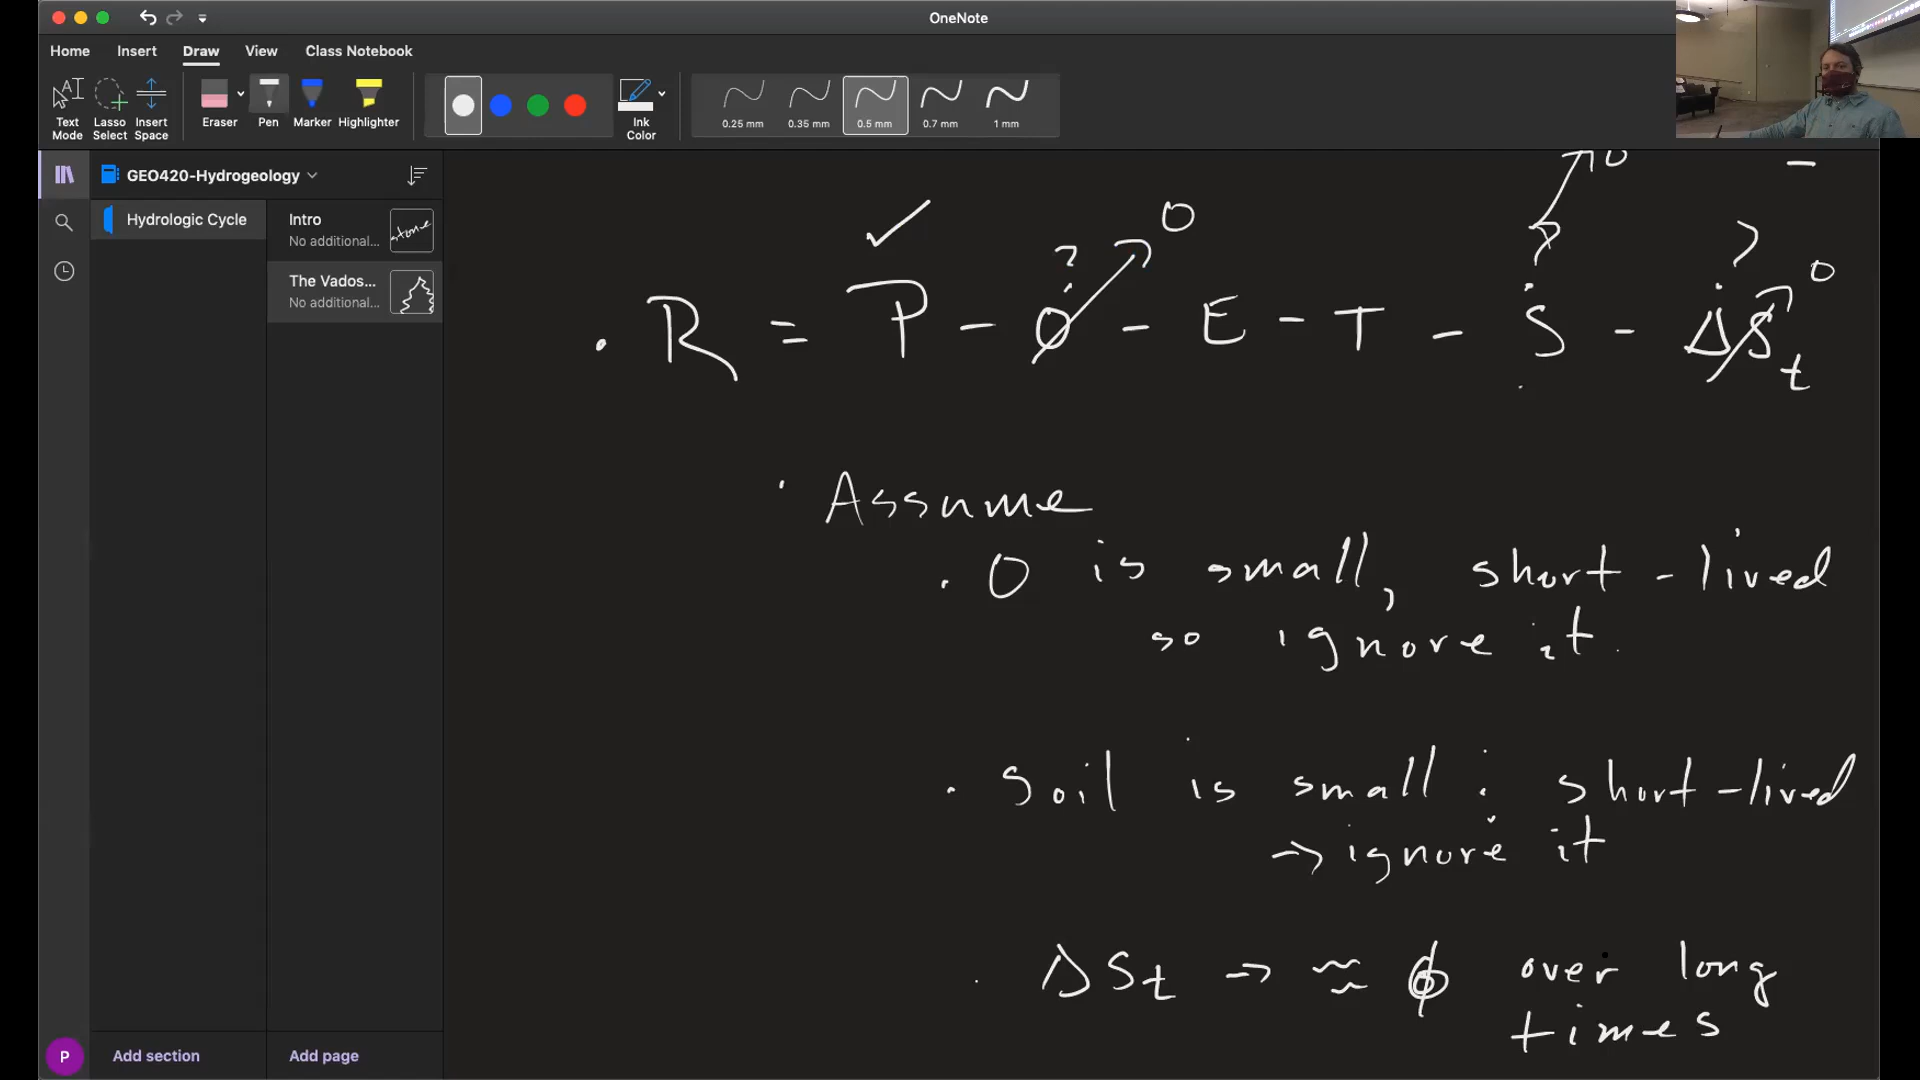 OneNote
Home Insert Draw View Class Notebook
Text Mode Lasso Select Insert Space Eraser Pen Marker Highlighter Ink Color 0.25 mm 0.35 mm 0.5 mm 0.7 mm 1 mm
GEO420-Hydrogeology
Hydrologic Cycle
Intro
No additional...
The Vados...
No additional...
0 -
✓ ? 0 ? ? 0
· R = P - O - E - T - S - ΔSt
· Assume
· O is small, short-lived
so ignore it.
· Soil is small & short-lived
→ ignore it
· ΔSt → ≈ ϕ over long
times
P Add section Add page